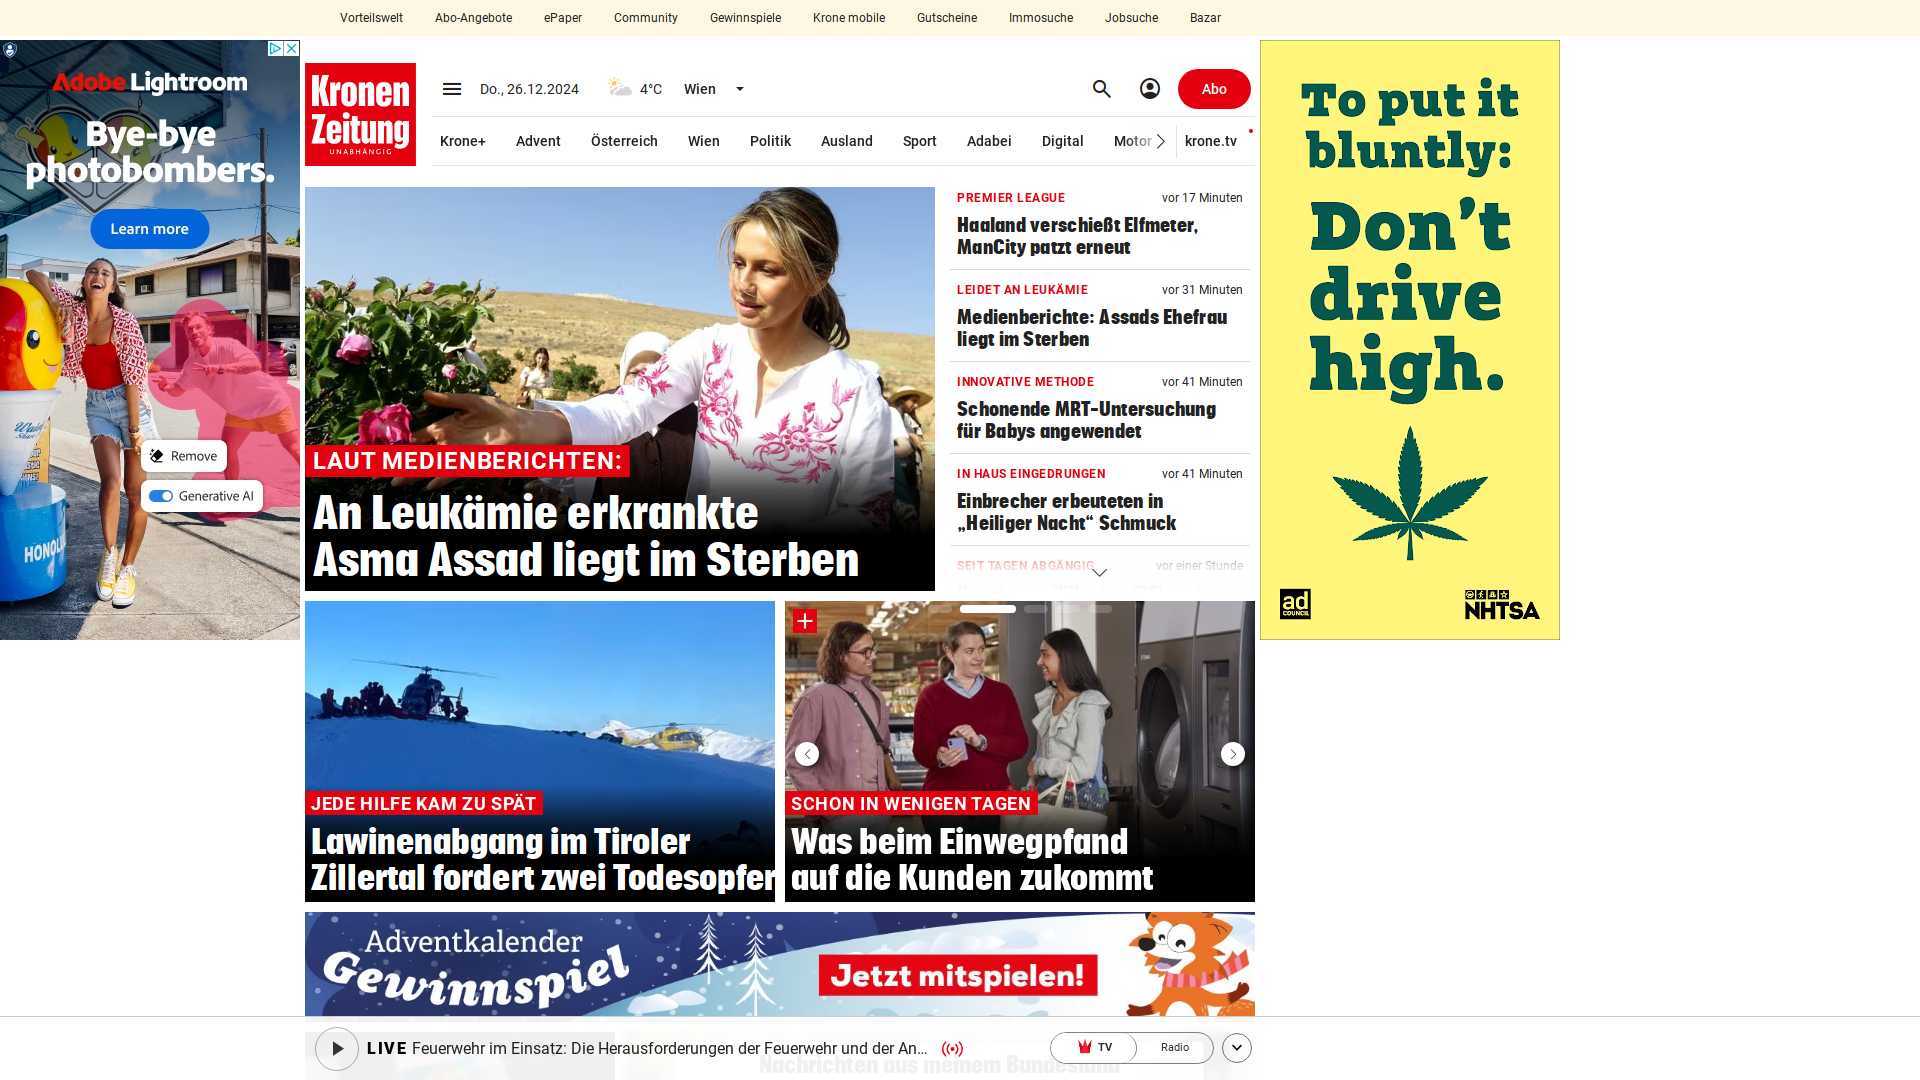 Vorteilswelt
Abo-Angebote
ePaper
Community
Gewinnspiele
Krone mobile
Gutscheine
Immosuche
Jobsuche
Bazar
Adobe Lightroom
Bye-bye
photobombers.
Learn more
Remove
Generative AI
Kronen
Zeitung
UNABHÄNGIG
Do., 26.12.2024
4°C
Wien
Abo
Krone+
Advent
Österreich
Wien
Politik
Ausland
Sport
Adabei
Digital
Motor
krone.tv
LAUT MEDIENBERICHTEN:
An Leukämie erkrankte
Asma Assad liegt im Sterben
PREMIER LEAGUE
vor 17 Minuten
Haaland verschießt Elfmeter,
ManCity patzt erneut
LEIDET AN LEUKÄMIE
vor 31 Minuten
Medienberichte: Assads Ehefrau
liegt im Sterben
INNOVATIVE METHODE
vor 41 Minuten
Schonende MRT-Untersuchung
für Babys angewendet
IN HAUS EINGEDRUNGEN
vor 41 Minuten
Einbrecher erbeuteten in
„Heiliger Nacht“ Schmuck
SEIT TAGEN ABGÄNGIG
vor einer Stunde
JEDE HILFE KAM ZU SPÄT
Lawinenabgang im Tiroler
Zillertal fordert zwei Todesopfer
SCHON IN WENIGEN TAGEN
Was beim Einwegpfand
auf die Kunden zukommt
To put it
bluntly:
Don't
drive
high.
ad
COUNCIL
NHTSA
Adventkalender
Gewinnspiel
Jetzt mitspielen!
LIVE Feuerwehr im Einsatz: Die Herausforderungen der Feuerwehr und der An...
TV
Radio
Nachrichten aus meinem Bundesland